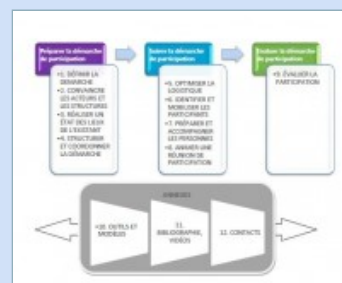 Préparer la démarche
de participation
•1. DÉFINIR LA
DÉMARCHE
•2. CONVAINCRE
LES ACTEURS ET
LES STRUCTURES
•3. RÉALISER UN
ÉTAT DES LIEUX
DE L'EXISTANT
•4. STRUCTURER
ET COORDONNER
LA DÉMARCHE
la démarche
de participation
•5. OPTIMISER LA
LOGISTIQUE
•6. IDENTIFIER ET
MOBILISER LES
PARTICIPANTS
•7. PRÉPARER ET
ACCOMPAGNER
LES PERSONNES
•8. ANIMER UNE
RÉUNION DE
PARTICIPATION
Évaluer la démarche
de participation
•9. ÉVALUER LA
PARTICIPATION
ANNEXES
•10. OUTILS ET
MODÈLES
11.
BIBLIOGRAPHIE,
VIDÉOS
12. CONTACTS